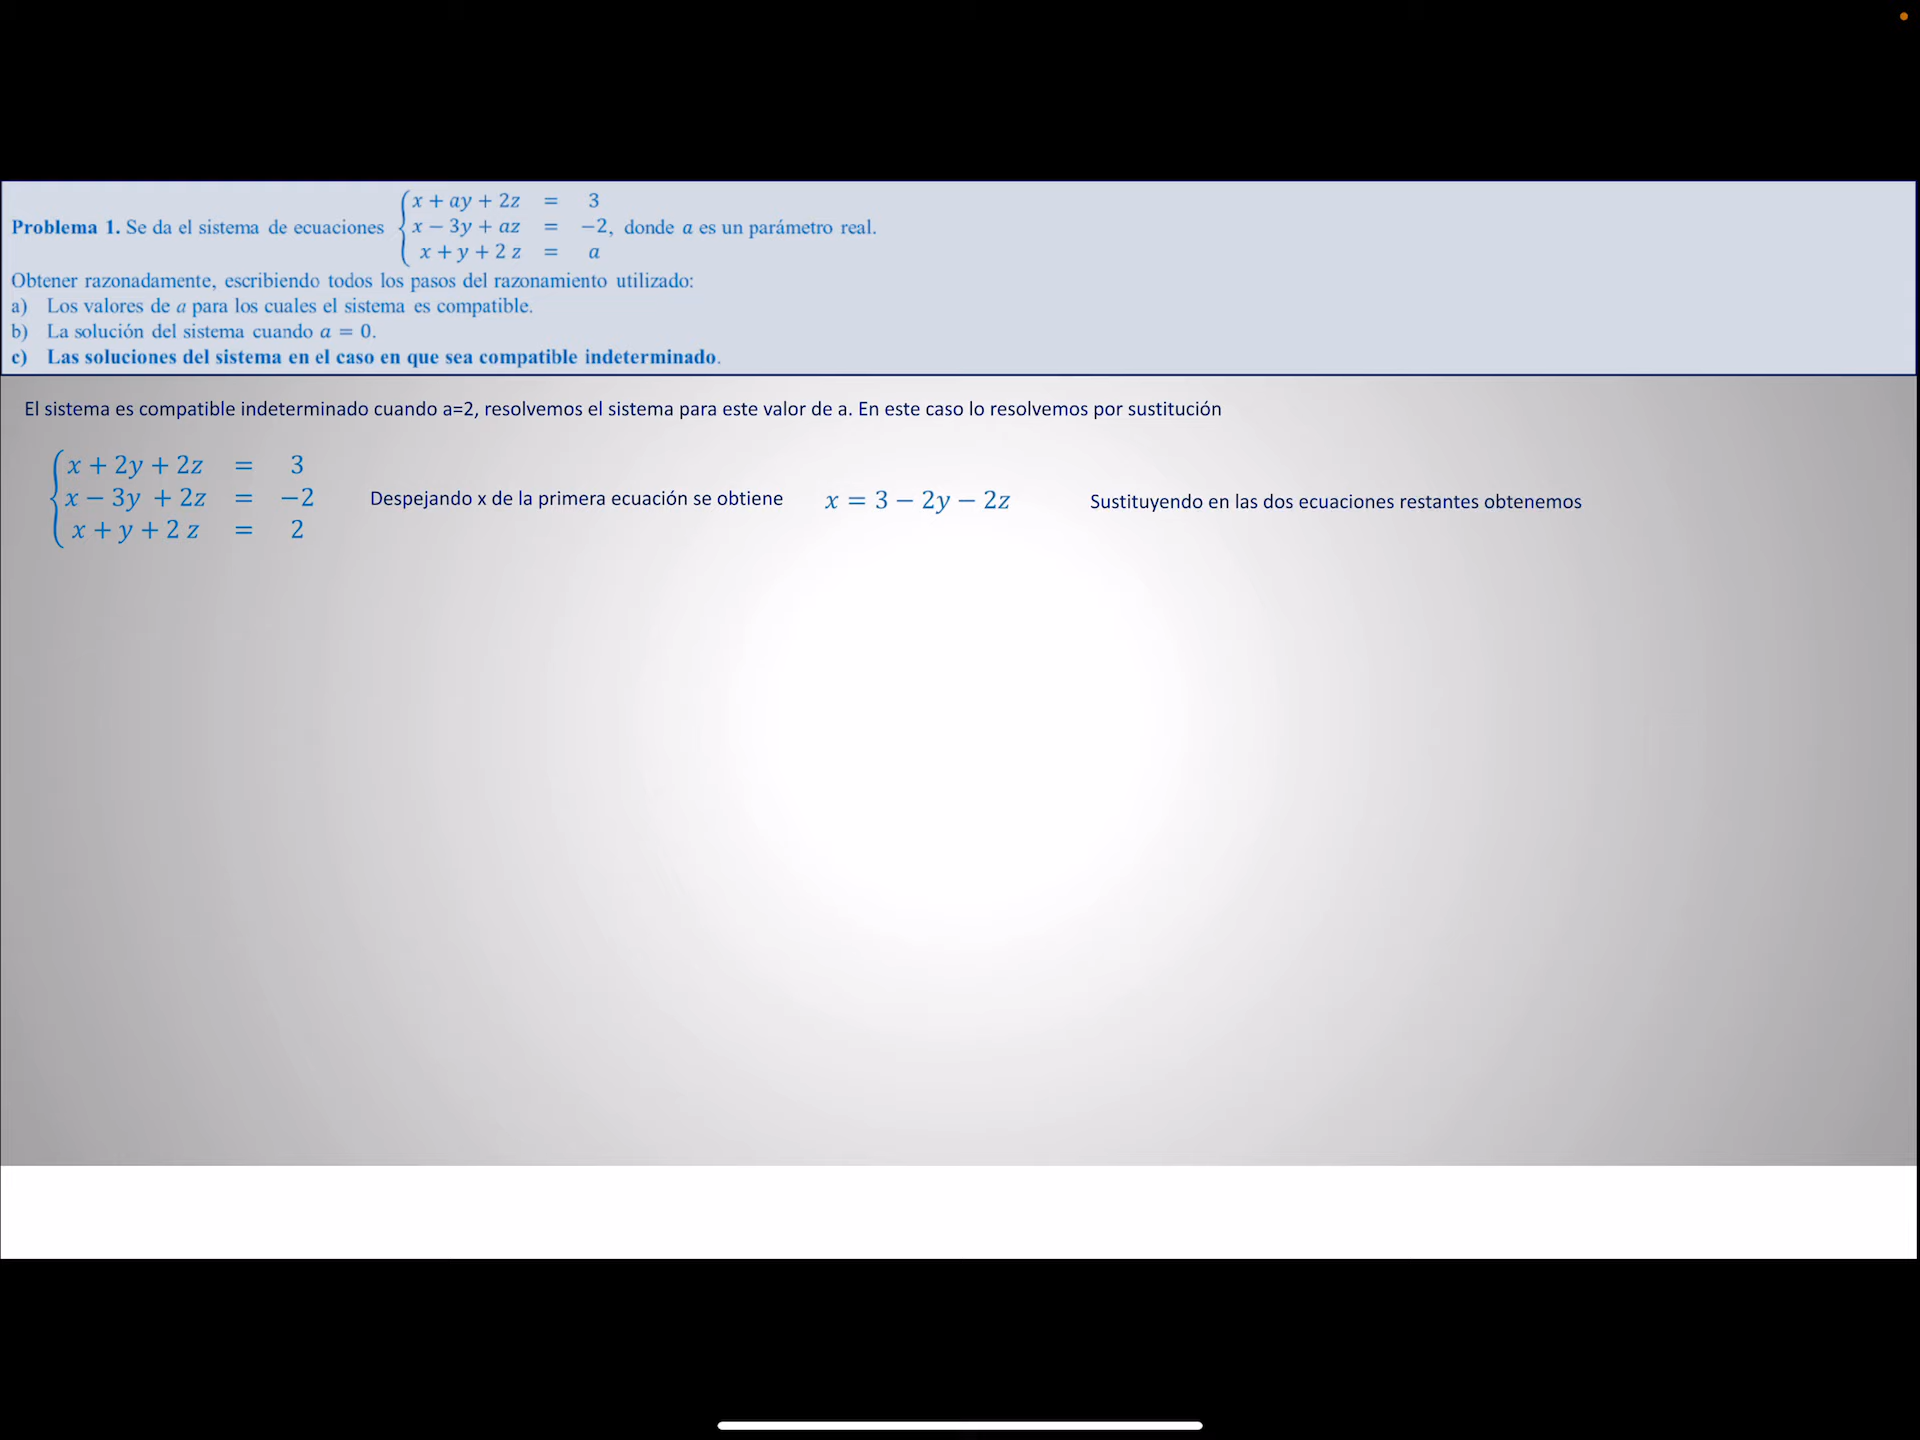 x + ay + 2z = 3
Problema 1. Se da el sistema de ecuaciones x − 3y + az = −2, donde a es un parámetro real.
x + y + 2 z = a
Obtener razonadamente, escribiendo todos los pasos del razonamiento utilizado:
a) Los valores de a para los cuales el sistema es compatible.
b) La solución del sistema cuando a = 0.
c) Las soluciones del sistema en el caso en que sea compatible indeterminado.
El sistema es compatible indeterminado cuando a=2, resolvemos el sistema para este valor de a. En este caso lo resolvemos por sustitución
x + 2y + 2z = 3
x − 3y + 2z = −2 Despejando x de la primera ecuación se obtiene x = 3 − 2y − 2z Sustituyendo en las dos ecuaciones restantes obtenemos
x + y + 2 z = 2